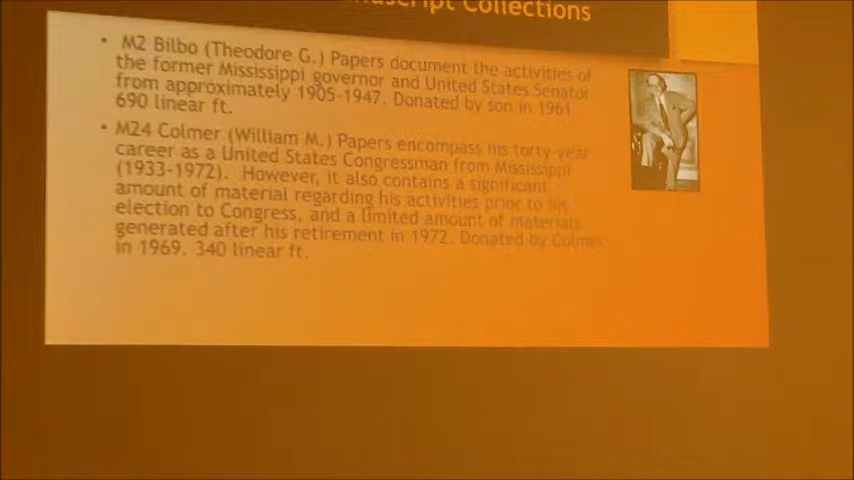 Collections
• M2 Bilbo (Theodore G.) Papers document the activities of
the former Mississippi governor and United States Senator
from approximately 1905-1947. Donated by son in 1961.
690 linear ft.
• M24 Colmer (William M.) Papers encompass his forty-year
career as a United States Congressman from Mississippi
(1933-1972). However, it also contains a significant
amount of material regarding his activities prior to his
election to Congress, and a limited amount of materials
generated after his retirement in 1972. Donated by Colmer
in 1969. 340 linear ft.